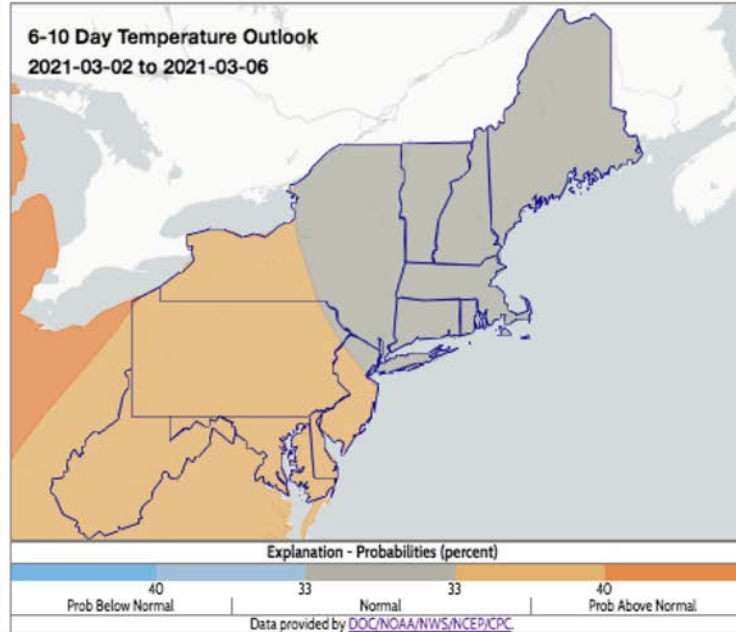 6-10 Day Temperature Outlook
2021-03-02 to 2021-03-06
Explanation - Probabilities (percent)
40 33 33 40
Prob Below Normal Normal Prob Above Normal
Data provided by DOC/NOAA/NWS/NCEP/CPC